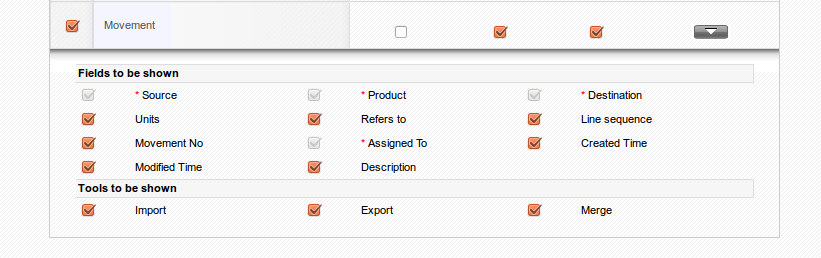 Movement
Fields to be shown
* Source * Product * Destination
Units Refers to Line sequence
Movement No * Assigned To Created Time
Modified Time Description
Tools to be shown
Import Export Merge